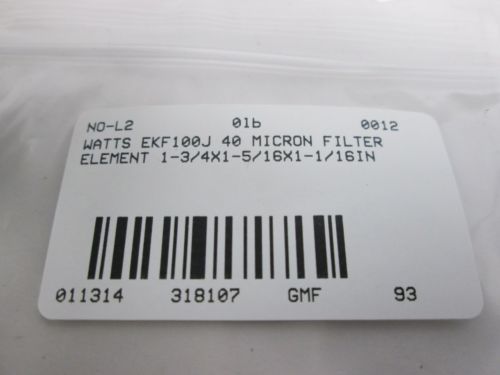 NO-L2 01b 0012
WATTS EKF100J 40 MICRON FILTER
ELEMENT 1-3/4X1-5/16X1-1/16IN
011314 318107 GMF 93